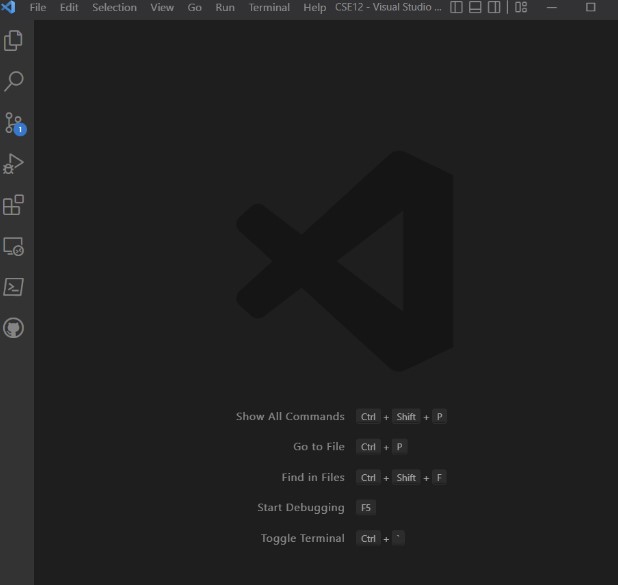 File Edit Selection View Go Run Terminal Help CSE12 - Visual Studio ...
1
Show All Commands Ctrl + Shift + P
Go to File Ctrl + P
Find in Files Ctrl + Shift + F
Start Debugging F5
Toggle Terminal Ctrl + `